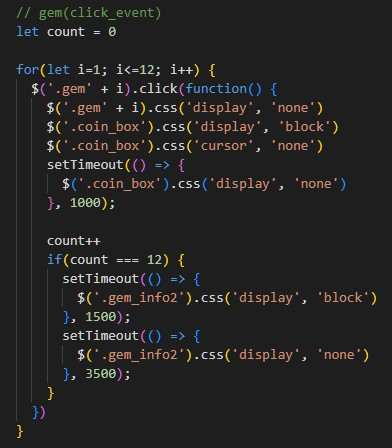 // gem(click_event)
let count = 0

for(let i=1; i<=12; i++) {
  $('.gem' + i).click(function() {
    $('.gem' + i).css('display', 'none')
    $('.coin_box').css('display', 'block')
    $('.coin_box').css('cursor', 'none')
    setTimeout(() => {
      $('.coin_box').css('display', 'none')
    }, 1000);

    count++
    if(count === 12) {
      setTimeout(() => {
        $('.gem_info2').css('display', 'block')
      }, 1500);
      setTimeout(() => {
        $('.gem_info2').css('display', 'none')
      }, 3500);
    }
  })
}